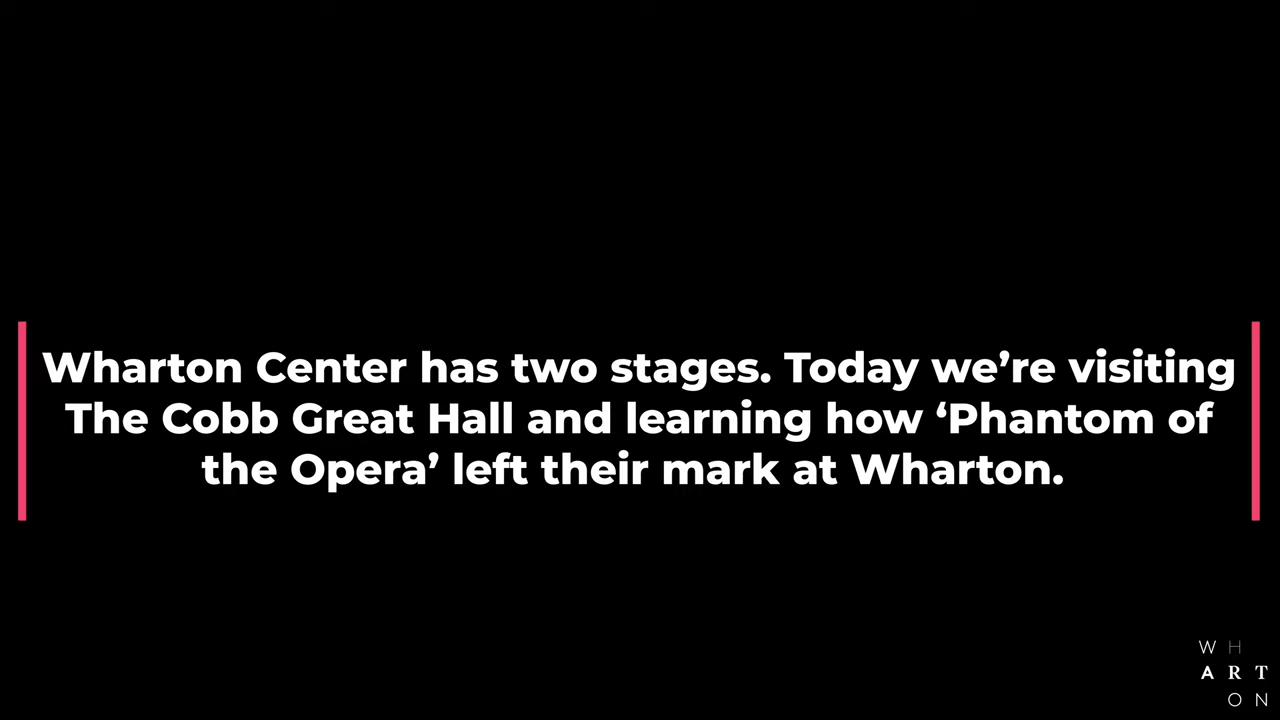 Wharton Center has two stages. Today we’re visiting
The Cobb Great Hall and learning how ‘Phantom of
the Opera’ left their mark at Wharton.
W H
A R T
O N